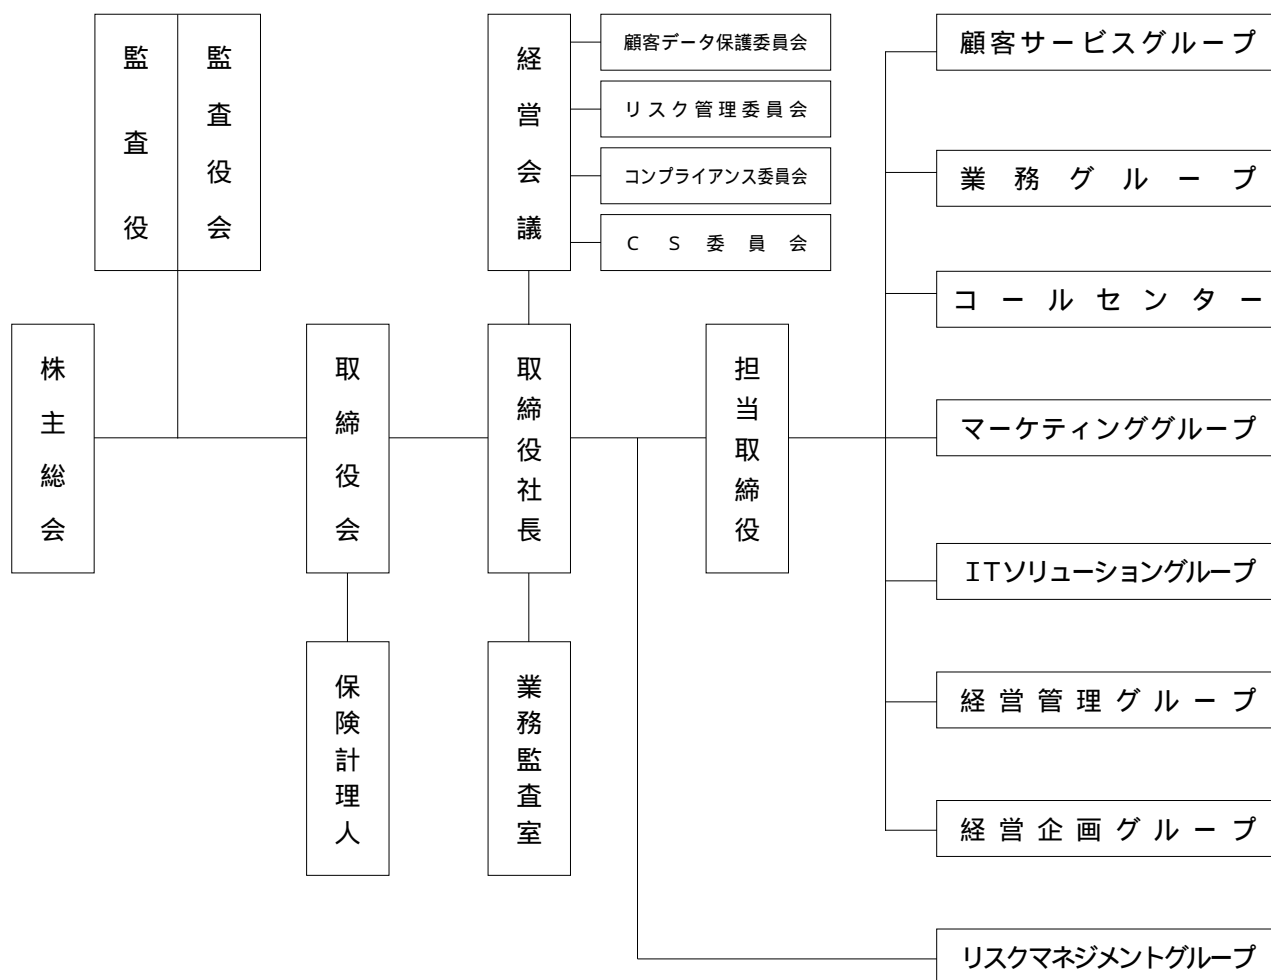 監査役
監査役会
経営会議
顧客データ保護委員会
リスク管理委員会
コンプライアンス委員会
ＣＳ委員会
株主総会
取締役会
取締役社長
担当取締役
保険計理人
業務監査室
顧客サービスグループ
業務グループ
コールセンター
マーケティンググループ
ＩＴソリューショングループ
経営管理グループ
経営企画グループ
リスクマネジメントグループ